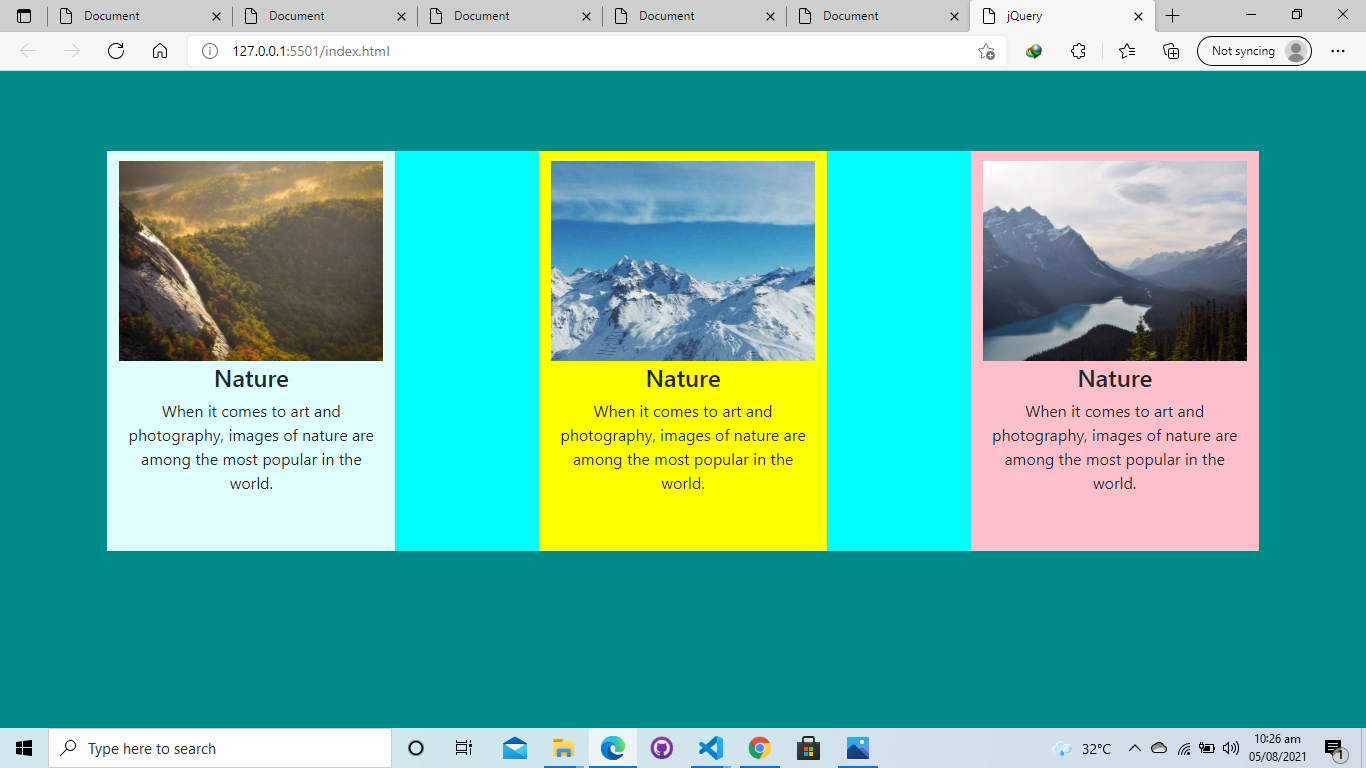 Document
Document
Document
Document
Document
jQuery
127.0.0.1:5501/index.html
Not syncing
Nature
When it comes to art and
photography, images of nature are
among the most popular in the
world.
Nature
When it comes to art and
photography, images of nature are
among the most popular in the
world.
Nature
When it comes to art and
photography, images of nature are
among the most popular in the
world.
Type here to search
32°C
10:26 am
05/08/2021
1